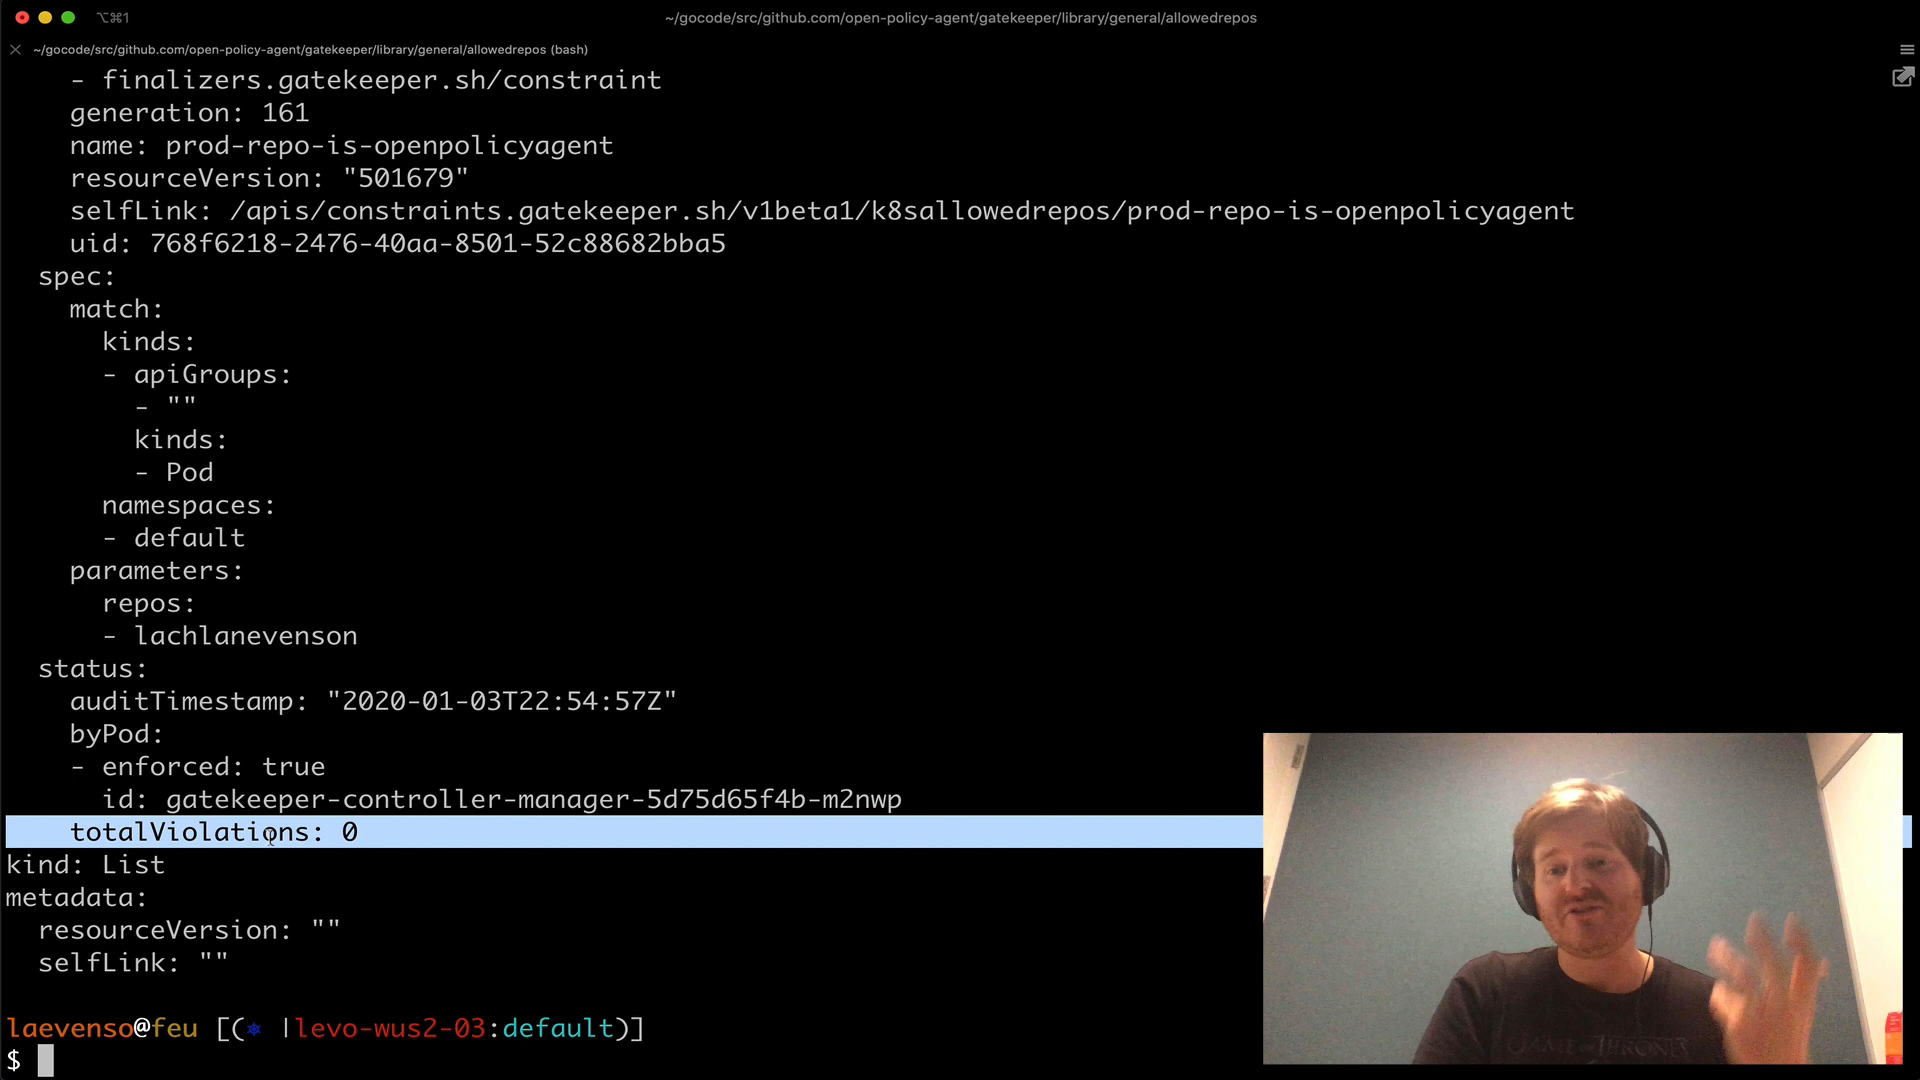 ⌥⌘1
~/gocode/src/github.com/open-policy-agent/gatekeeper/library/general/allowedrepos
~/gocode/src/github.com/open-policy-agent/gatekeeper/library/general/allowedrepos (bash)
- finalizers.gatekeeper.sh/constraint
generation: 161
name: prod-repo-is-openpolicyagent
resourceVersion: "501679"
selfLink: /apis/constraints.gatekeeper.sh/v1beta1/k8sallowedrepos/prod-repo-is-openpolicyagent
uid: 768f6218-2476-40aa-8501-52c88682bba5
spec:
match:
kinds:
- apiGroups:
- ""
kinds:
- Pod
namespaces:
- default
parameters:
repos:
- lachlanevenson
status:
auditTimestamp: "2020-01-03T22:54:57Z"
byPod:
- enforced: true
id: gatekeeper-controller-manager-5d75d65f4b-m2nwp
totalViolations: 0
kind: List
metadata:
resourceVersion: ""
selfLink: ""
laevenso@feu [(⎈ |levo-wus2-03:default)]
$
GAME OF THRONES